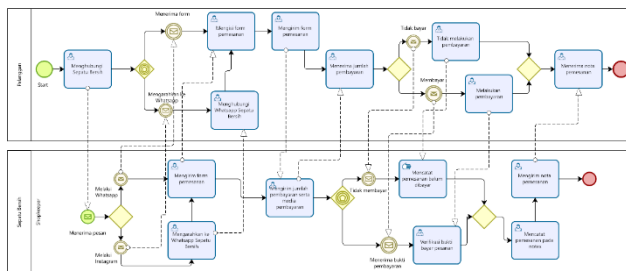 Pelanggan
Start
Menghubungi
Sepatu Bersih
Menerima form
Mengarahkan ke
Whatsapp
Mengisi form
pemesanan
Menghubungi
Whatsapp Sepatu
Bersih
Mengirim form
pemesanan
Menerima jumlah
pembayaran
Tidak bayar
Membayar
Tidak melakukan
pembayaran
Melakukan
pembayaran
Menerima nota
pemesanan
Sepatu Bersih
Shopkeeper
Menerima pesan
Melalui
Whatsapp
Melalui
Instagram
Mengirim form
pemesanan
Mengarahkan ke
Whatsapp Sepatu
Bersih
Mengirim jumlah
pembayaran serta
media
pembayaran
Tidak membayar
Menerima bukti
pembayaran
Mencatat
pemesanan belum
dibayar
Verifikasi bukti
bayar pesanan
Mencatat
pemesanan pada
Mengirim nota
pemesanan